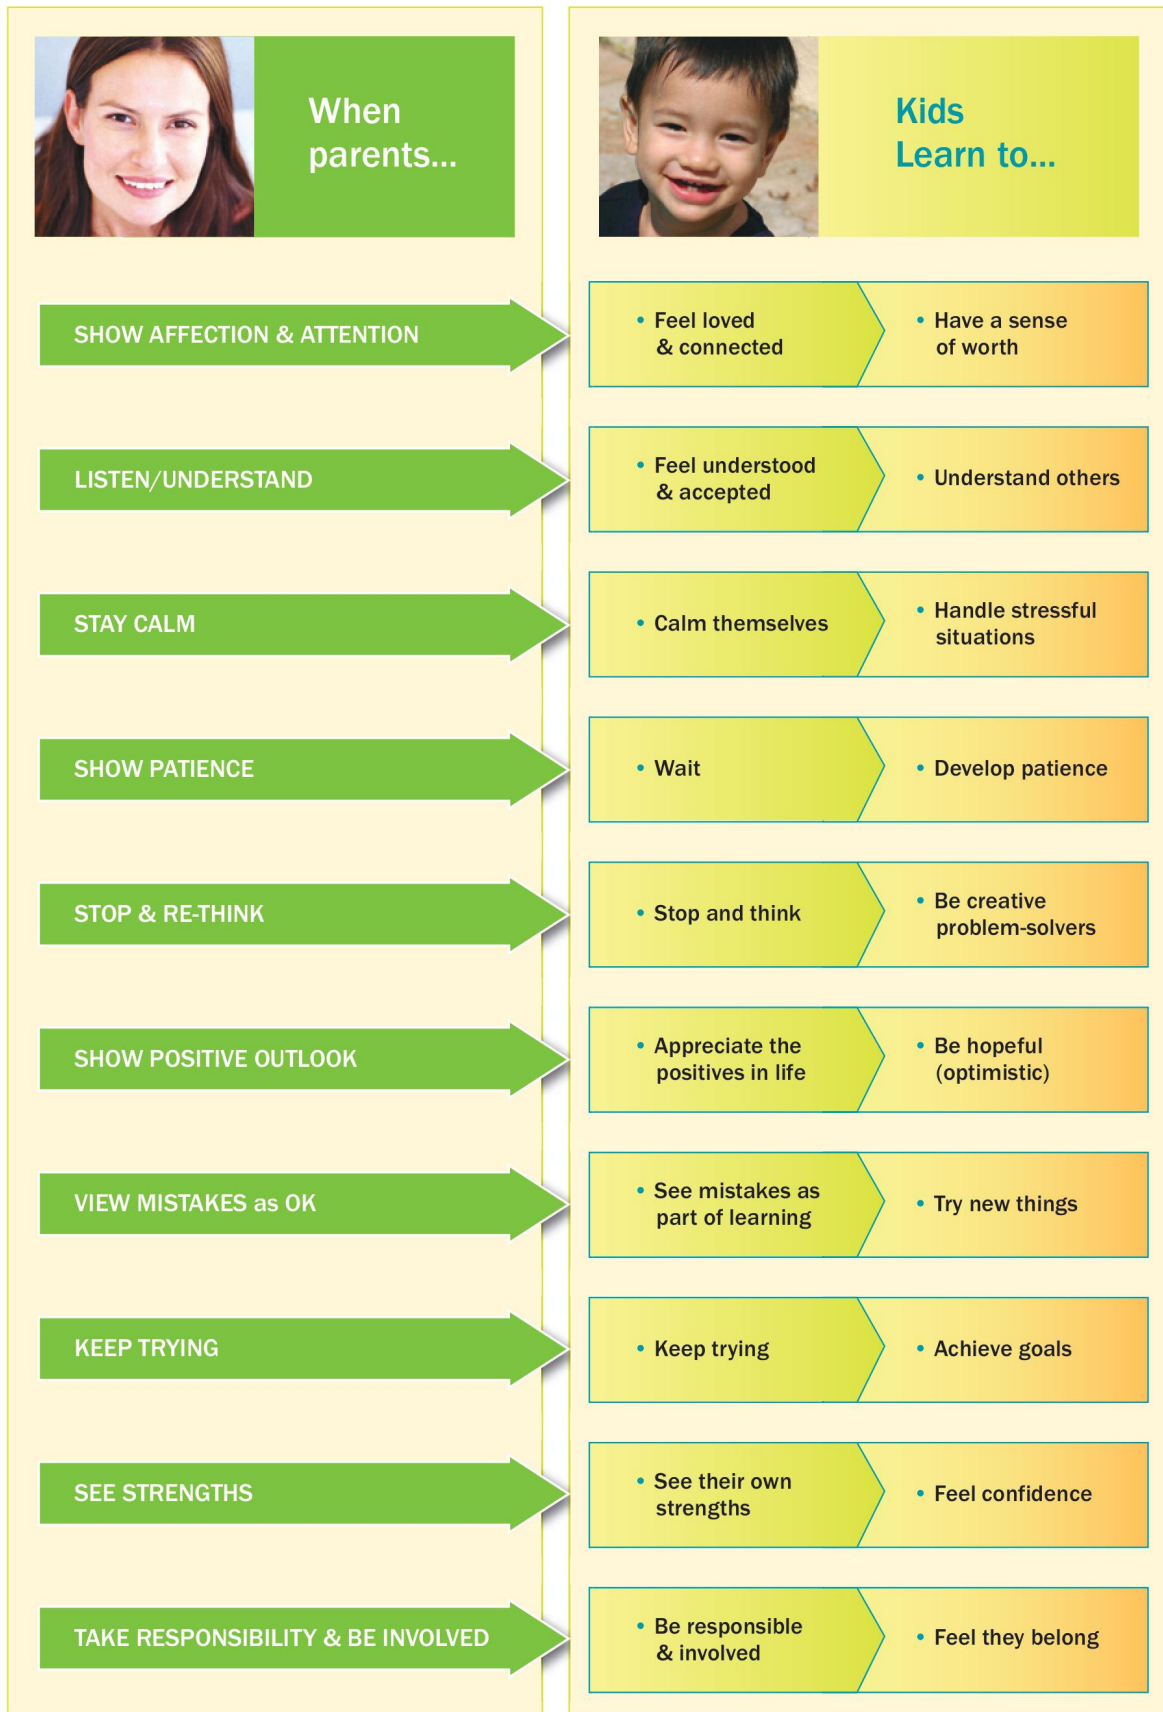 When
parents...
Kids
Learn to...
SHOW AFFECTION & ATTENTION
• Feel loved
& connected
• Have a sense
of worth
LISTEN/UNDERSTAND
• Feel understood
& accepted
• Understand others
STAY CALM
• Calm themselves
• Handle stressful
situations
SHOW PATIENCE
• Wait
• Develop patience
STOP & RE-THINK
• Stop and think
• Be creative
problem-solvers
SHOW POSITIVE OUTLOOK
• Appreciate the
positives in life
• Be hopeful
(optimistic)
VIEW MISTAKES as OK
• See mistakes as
part of learning
• Try new things
KEEP TRYING
• Keep trying
• Achieve goals
SEE STRENGTHS
• See their own
strengths
• Feel confidence
TAKE RESPONSIBILITY & BE INVOLVED
• Be responsible
& involved
• Feel they belong